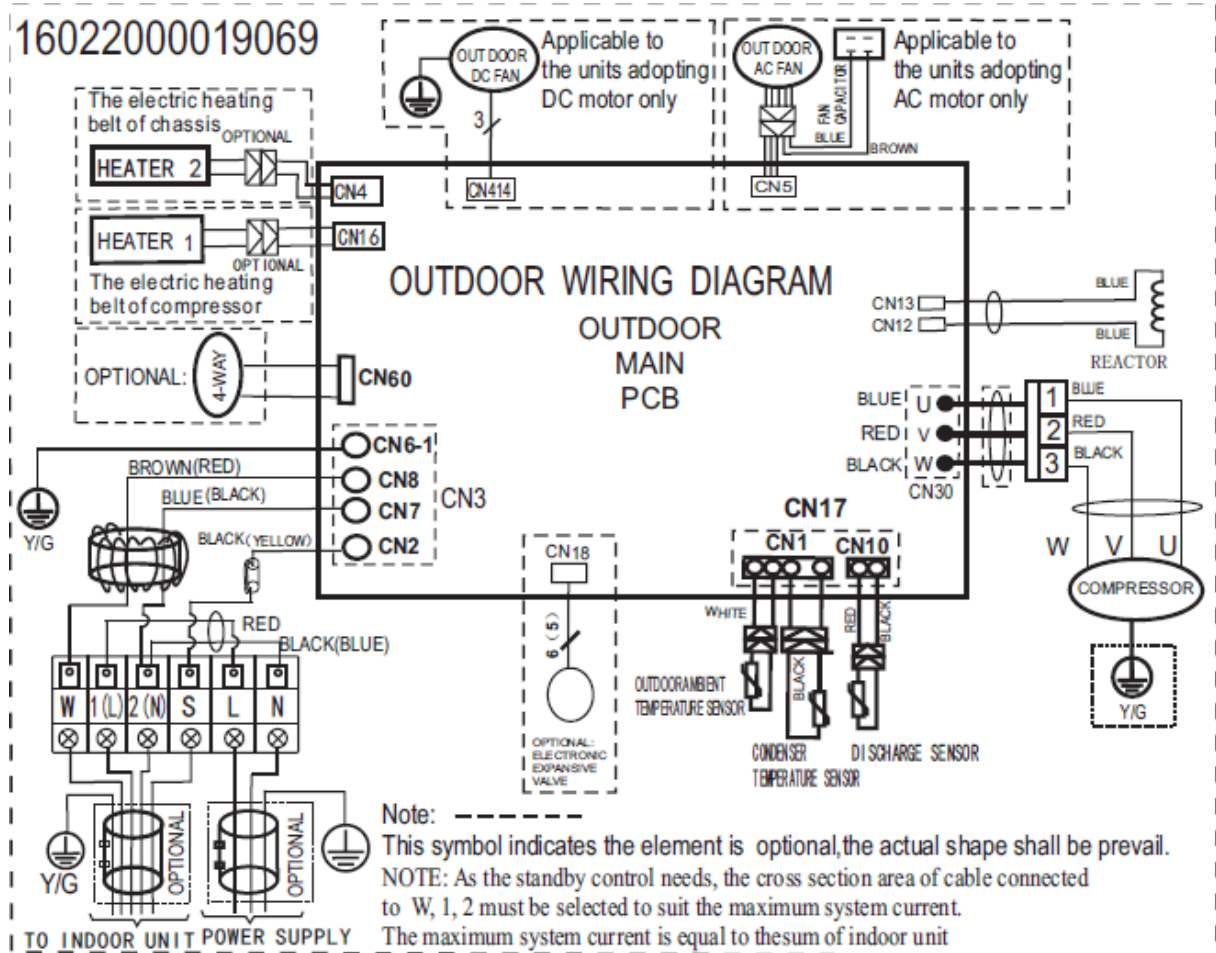 16022000019069
OUT DOOR
DC FAN
3
Applicable to
the units adopting
DC motor only
CN414
OUT DOOR
AC FAN
FAN
CAPACITOR
BLUE
BROWN
Applicable to
the units adopting
AC motor only
CN5
The electric heating
belt of chassis
OPTIONAL
HEATER 2
CN4
HEATER 1
CN16
OPTIONAL
The electric heating
belt of compressor
OUTDOOR WIRING DIAGRAM
OUTDOOR
MAIN
PCB
CN13
CN12
BLUE
BLUE
REACTOR
OPTIONAL:
4-WAY
CN60
BLUE U
RED V
BLACK W
CN30
1 BLUE
2 RED
3 BLACK
W V U
COMPRESSOR
Y/G
CN6-1
CN8
CN7
CN2
CN3
BROWN(RED)
BLUE(BLACK)
BLACK(YELLOW)
Y/G
RED
BLACK(BLUE)
W 1(L) 2(N) S L N
CN18
6 (5)
OPTIONAL:
ELECTRONIC
EXPANSIVE
VALVE
CN17
CN1 CN10
WHITE
BLACK
RED
BLACK
OUTDOORAMBIENT
TEMPERATURE SENSOR
CONDENSER
TEMPERATURE SENSOR
DISCHARGE SENSOR
Y/G
OPTIONAL
OPTIONAL
TO INDOOR UNIT POWER SUPPLY
Note: – – – – – –
This symbol indicates the element is optional,the actual shape shall be prevail.
NOTE: As the standby control needs, the cross section area of cable connected
to W, 1, 2 must be selected to suit the maximum system current.
The maximum system current is equal to thesum of indoor unit